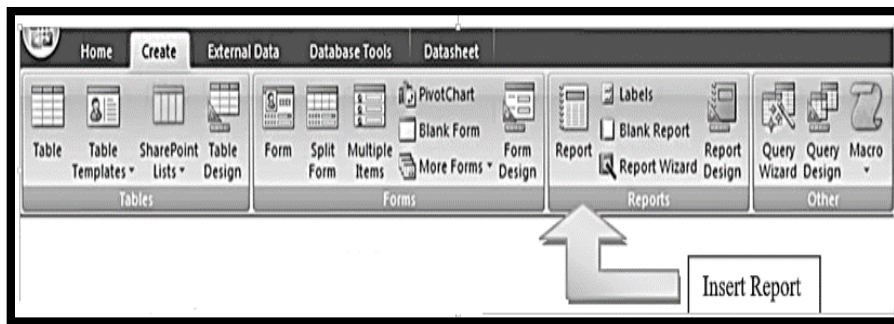 Home Create External Data Database Tools Datasheet
Table
Table Templates
SharePoint Lists
Table Design
Tables
Form
Split Form
Multiple Items
PivotChart
Blank Form
More Forms
Form Design
Forms
Report
Labels
Blank Report
Report Wizard
Report Design
Reports
Query Wizard
Query Design
Macro
Other
Insert Report